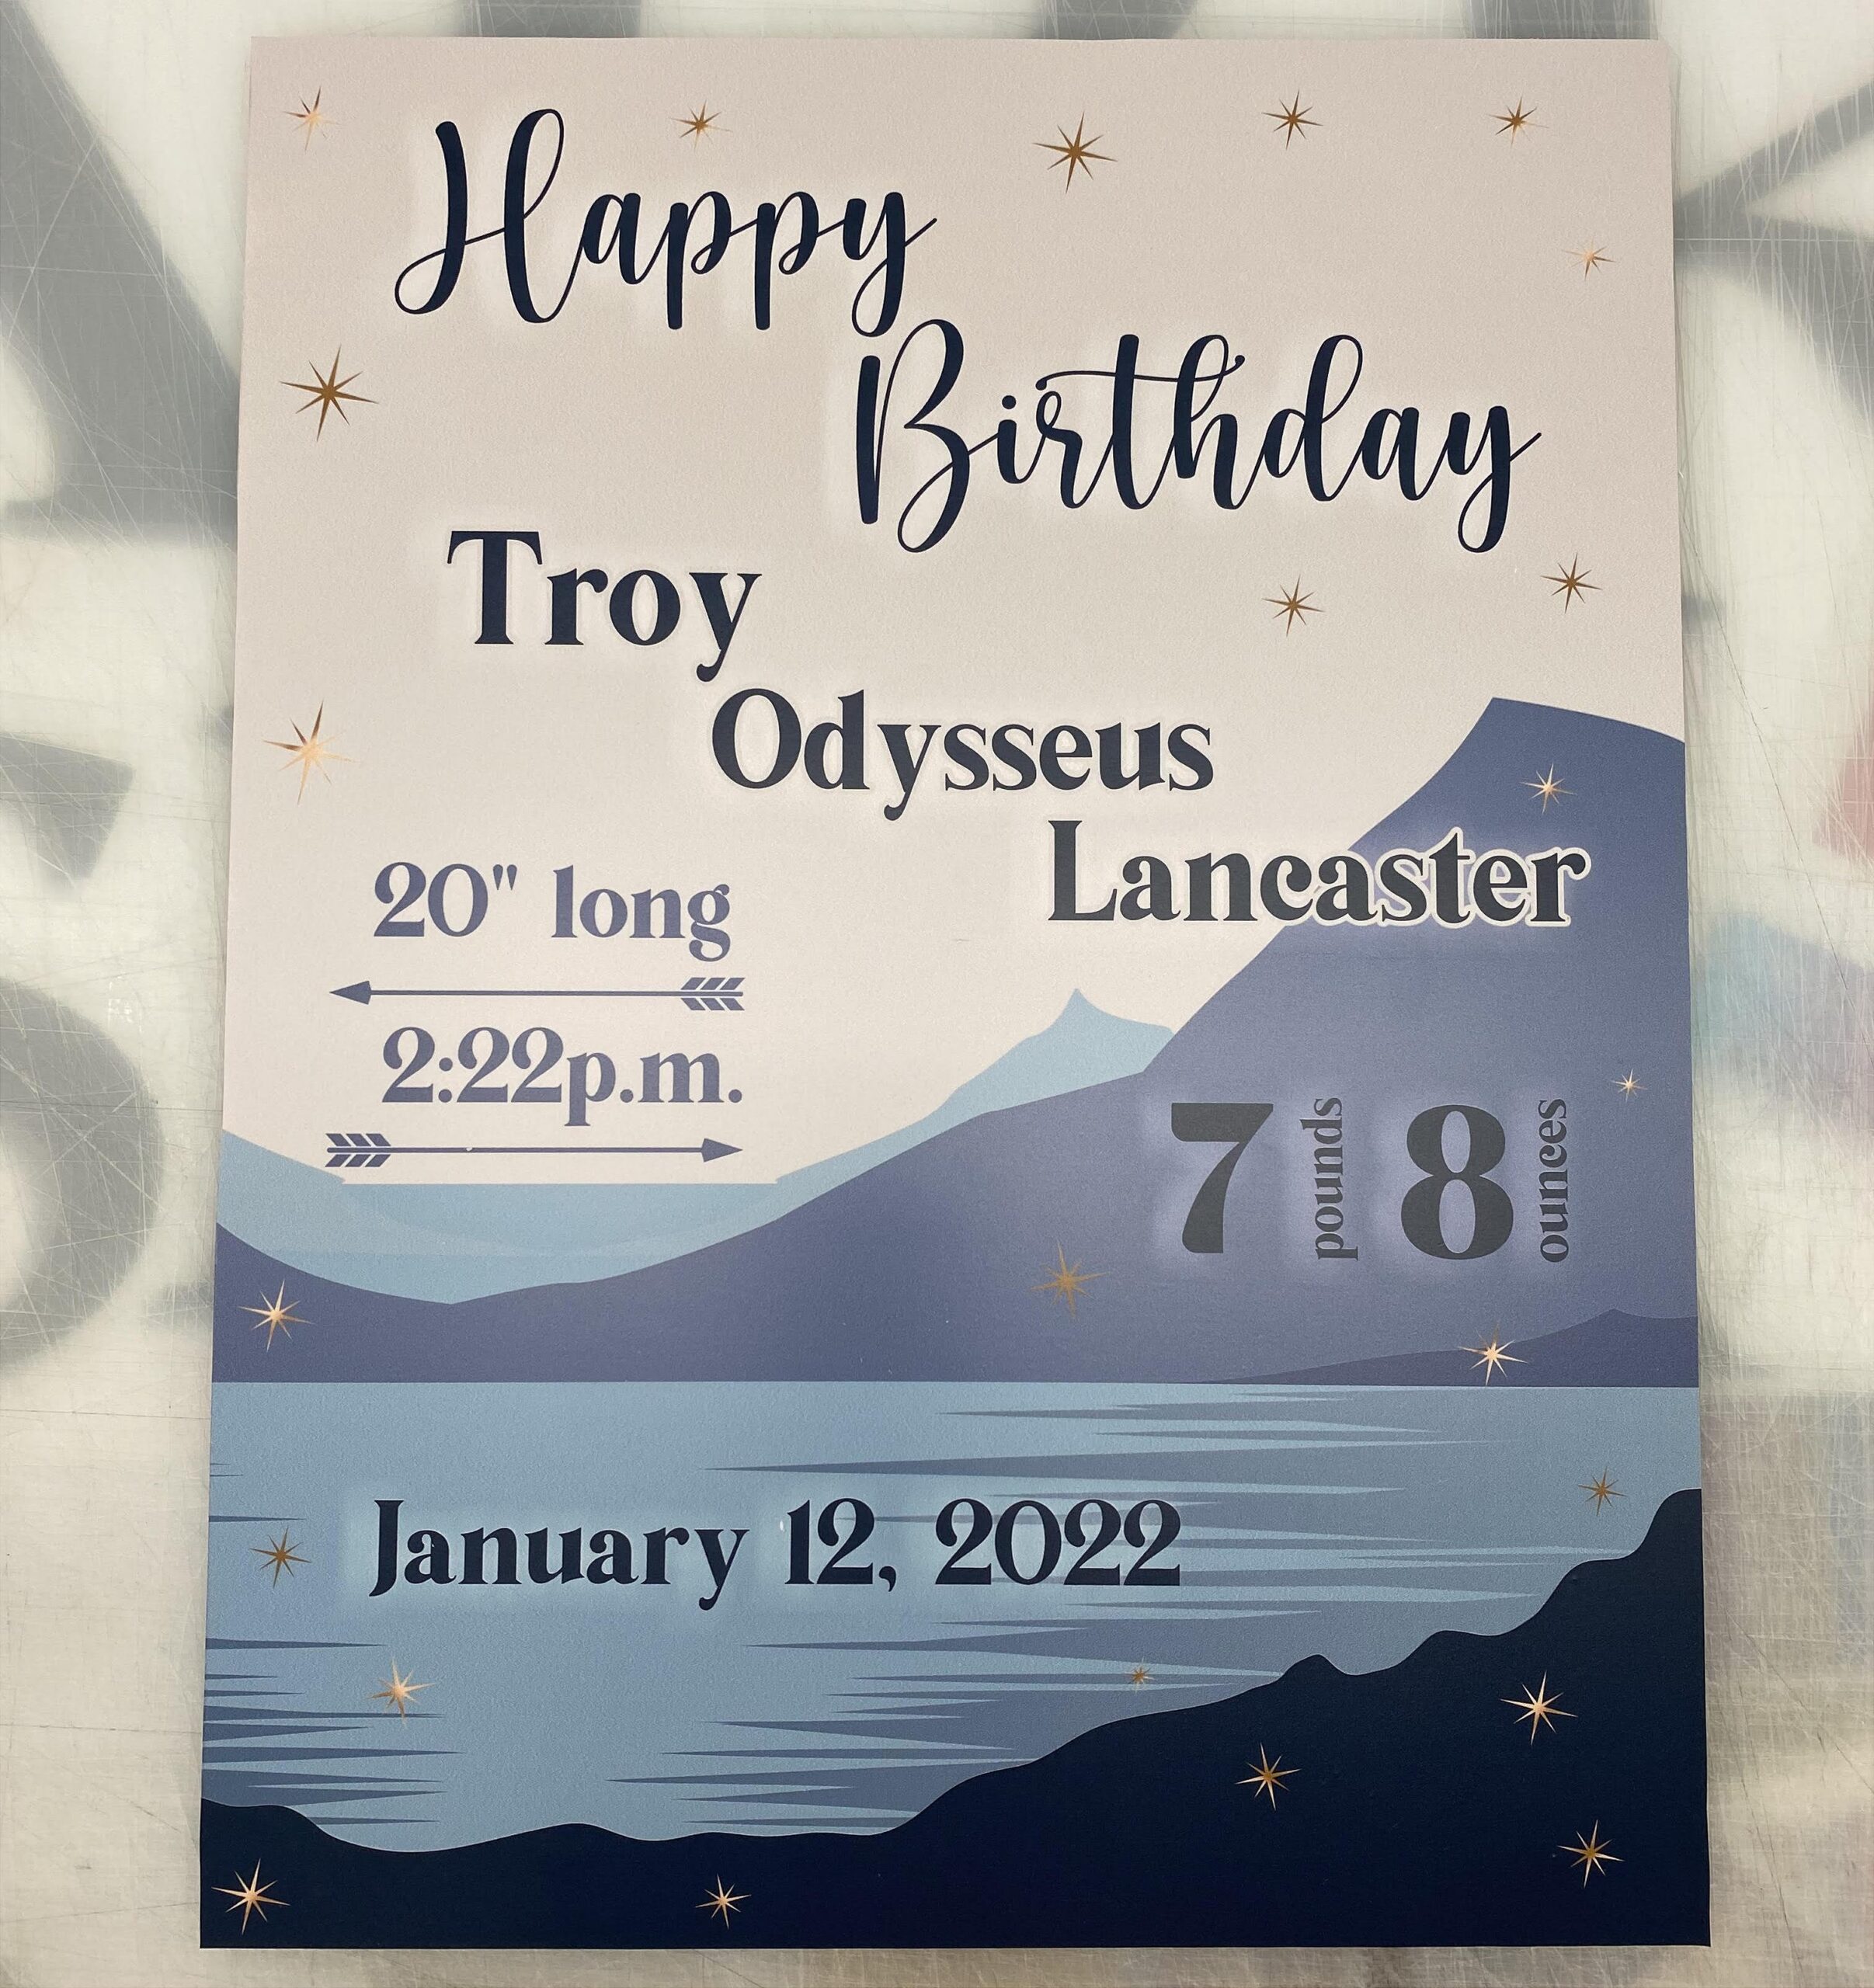 Happy
Birthday
Troy
Odysseus
Lancaster
20" long
2:22p.m.
7 pounds 8 ounces
January 12, 2022